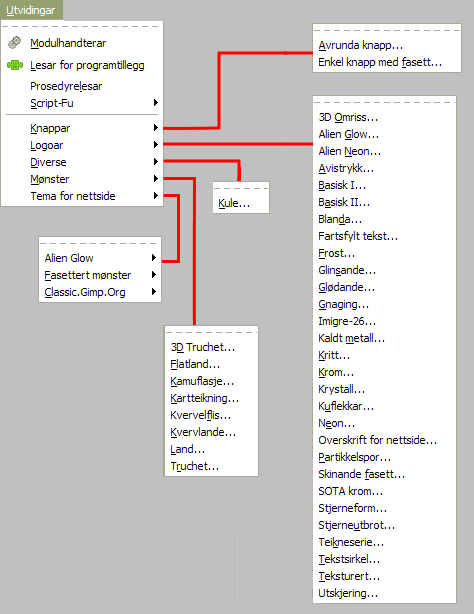 Utvidingar
Modulhandterar
Lesar for programtillegg
Prosedyrelesar
Script-Fu
Knappar
Logoar
Diverse
Mønster
Tema for nettside
Avrunda knapp...
Enkel knapp med fasett...
3D Omriss...
Alien Glow...
Alien Neon...
Avistrykk...
Basisk I...
Basisk II...
Blanda...
Fartsfylt tekst...
Frost...
Glinsande...
Glødande...
Gnaging...
Imigre-26...
Kaldt metall...
Kritt...
Krom...
Krystall...
Kuflekkar...
Neon...
Overskrift for nettside...
Partikkelspor...
Skinande fasett...
SOTA krom...
Stjerneform...
Stjerneutbrot...
Teikneserie...
Tekstsirkel...
Teksturert...
Utskjering...
Kule...
Alien Glow
Fasettert mønster
Classic.Gimp.Org
3D Truchet...
Flatland...
Kamuflasje...
Kartteikning...
Kvervelflis...
Kvervlande...
Land...
Truchet...